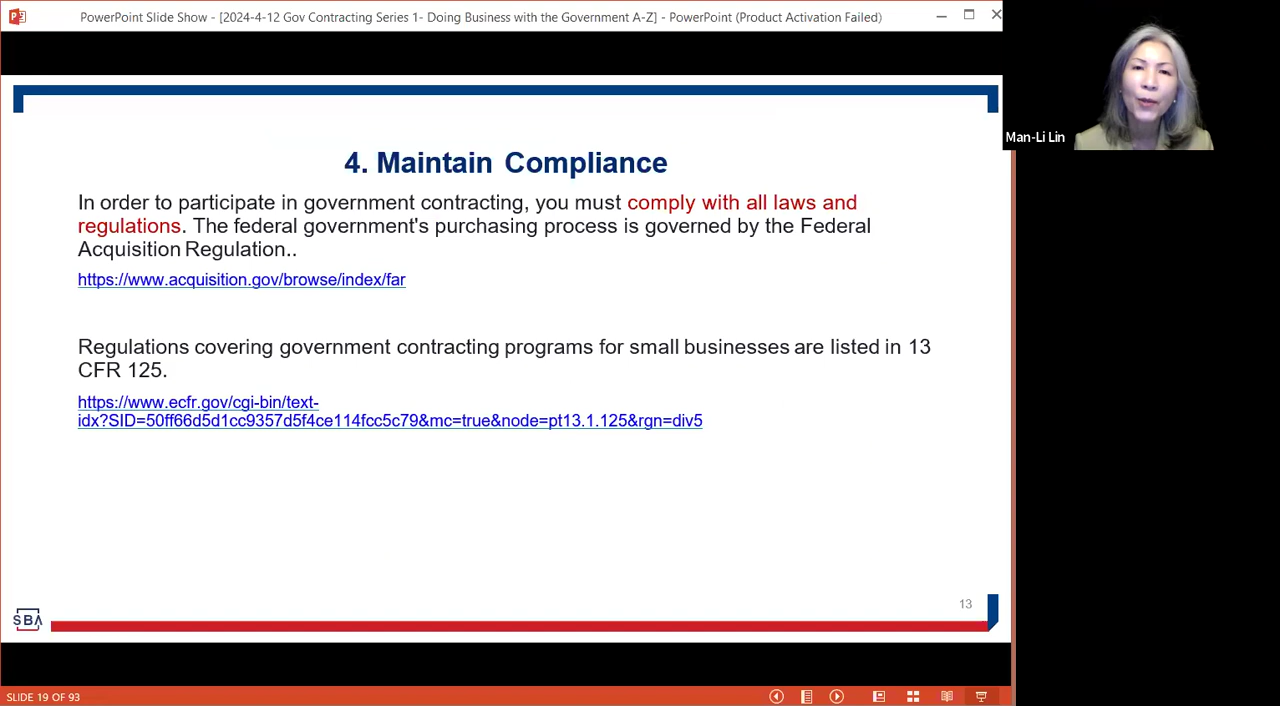 PowerPoint Slide Show - [2024-4-12 Gov Contracting Series 1- Doing Business with the Government A-Z] - PowerPoint (Product Activation Failed)
Man-Li Lin
4. Maintain Compliance
In order to participate in government contracting, you must comply with all laws and
regulations. The federal government's purchasing process is governed by the Federal
Acquisition Regulation..
https://www.acquisition.gov/browse/index/far
Regulations covering government contracting programs for small businesses are listed in 13
CFR 125.
https://www.ecfr.gov/cgi-bin/text-
idx?SID=50ff66d5d1cc9357d5f4ce114fcc5c79&mc=true&node=pt13.1.125&rgn=div5
13
SBA
SLIDE 19 OF 93